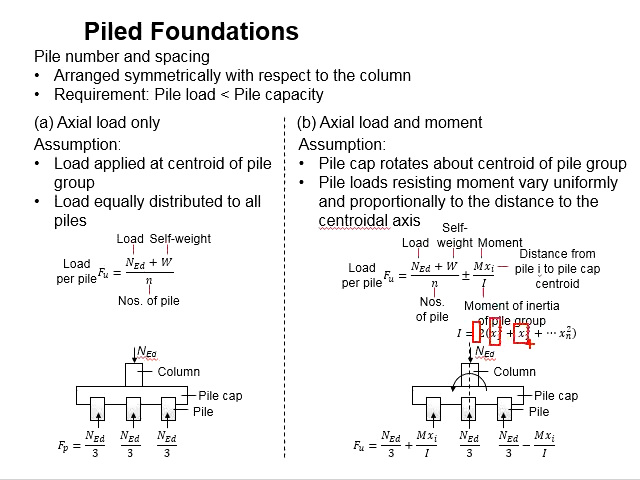 Piled Foundations
Pile number and spacing
• Arranged symmetrically with respect to the column
• Requirement: Pile load < Pile capacity
(a) Axial load only
Assumption:
• Load applied at centroid of pile
group
• Load equally distributed to all
piles
Load Self-weight
Load
per pile
F_u = (N_Ed + W) / n
Nos. of pile
N_Ed
Column
Pile cap
Pile
F_p = N_Ed/3 N_Ed/3 N_Ed/3
(b) Axial load and moment
Assumption:
• Pile cap rotates about centroid of pile group
• Pile loads resisting moment vary uniformly
and proportionally to the distance to the
centroidal axis
Self-
Load weight Moment
Load
per pile
F_u = (N_Ed + W) / n ± Mx_i / I
Distance from
pile i to pile cap
centroid
Nos.
of pile
Moment of inertia
of pile group
I = 2(x + x + ⋯ x_n^2)
N_Ed
Column
Pile cap
Pile
F_u = N_Ed/3 + Mx_i/I N_Ed/3 N_Ed/3 − Mx_i/I